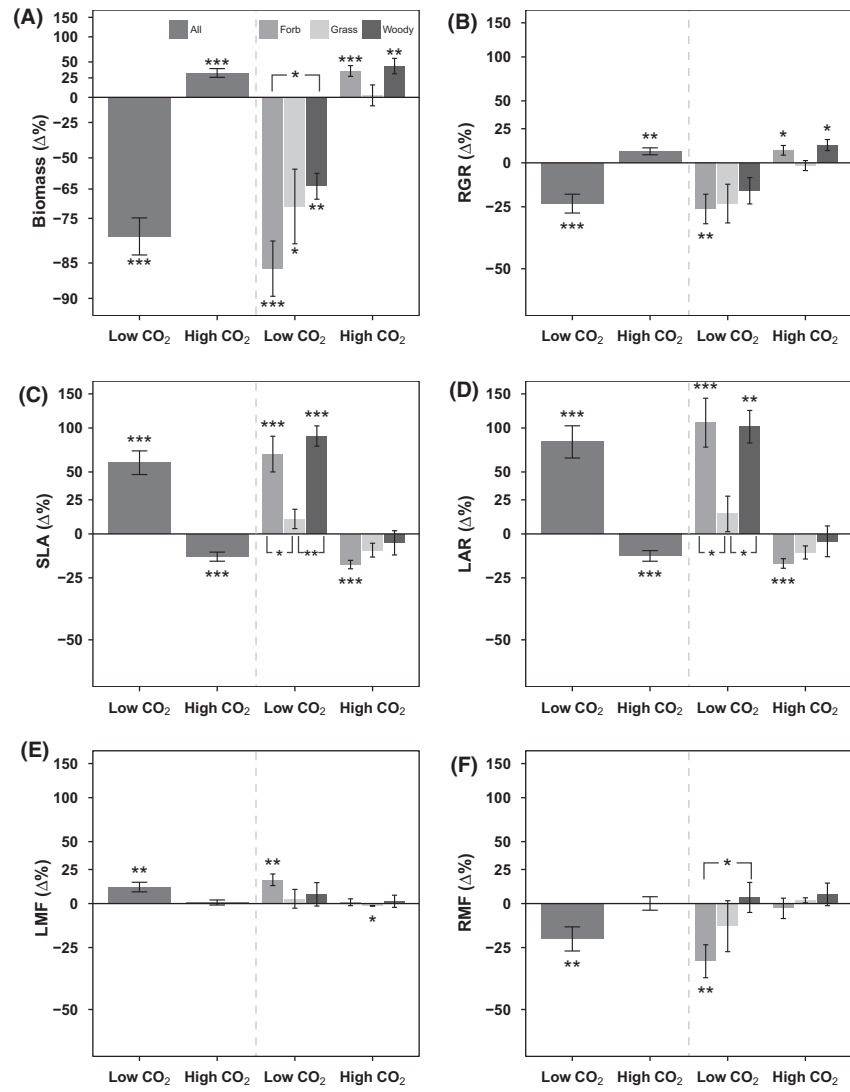 (A)
All
Forb
Grass
Woody
Biomass (Δ%)
150
100
50
25
0
−25
−50
−65
−75
−85
−90
***
***
*
***
*
**
***
**
Low CO₂
High CO₂
Low CO₂
High CO₂
(B)
RGR (Δ%)
150
100
50
25
0
−25
−50
***
**
**
*
*
Low CO₂
High CO₂
Low CO₂
High CO₂
(C)
SLA (Δ%)
150
100
50
25
0
−25
−50
***
***
***
***
*
**
***
Low CO₂
High CO₂
Low CO₂
High CO₂
(D)
LAR (Δ%)
150
100
50
25
0
−25
−50
***
***
***
**
*
*
***
Low CO₂
High CO₂
Low CO₂
High CO₂
(E)
LMF (Δ%)
150
100
50
25
0
−25
−50
**
**
*
Low CO₂
High CO₂
Low CO₂
High CO₂
(F)
RMF (Δ%)
150
100
50
25
0
−25
−50
**
*
**
Low CO₂
High CO₂
Low CO₂
High CO₂